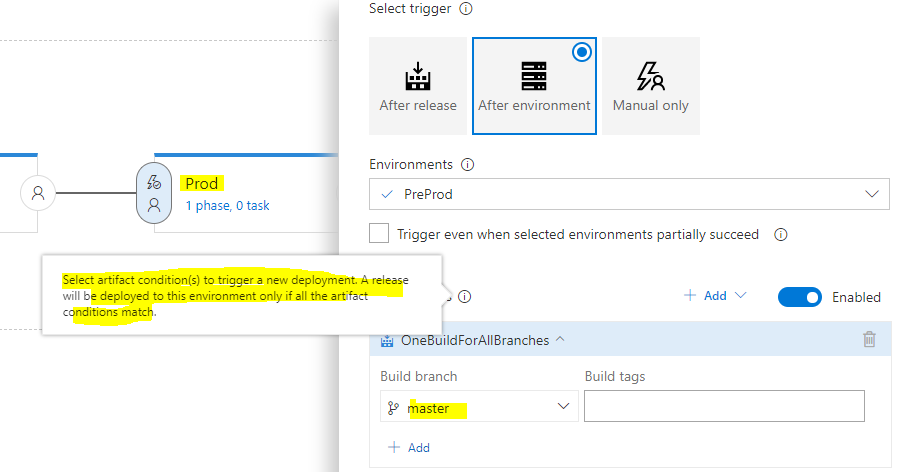 Select trigger
After release
After environment
Manual only
Prod
1 phase, 0 task
Environments
PreProd
Trigger even when selected environments partially succeed
Select artifact condition(s) to trigger a new deployment. A release
will be deployed to this environment only if all the artifact
conditions match.
Add
Enabled
OneBuildForAllBranches
Build branch
Build tags
master
Add